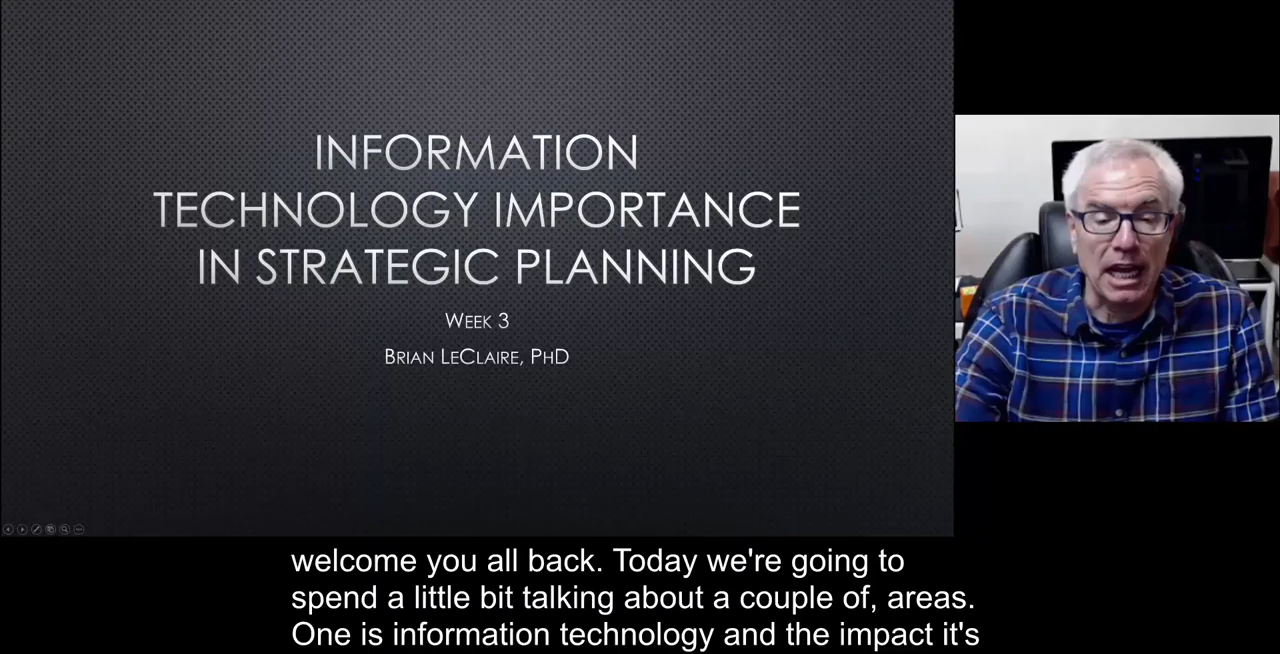 INFORMATION
TECHNOLOGY IMPORTANCE
IN STRATEGIC PLANNING
WEEK 3
BRIAN LECLAIRE, PHD
welcome you all back. Today we're going to
spend a little bit talking about a couple of, areas.
One is information technology and the impact it's